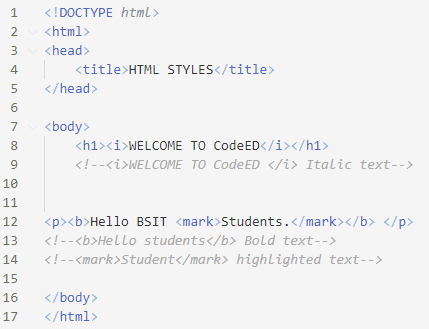 1 <!DOCTYPE html>
2 <html>
3 <head>
4 <title>HTML STYLES</title>
5 </head>
6
7 <body>
8 <h1><i>WELCOME TO CodeED</i></h1>
9 <!--<i>WELCOME TO CodeED </i> Italic text-->
10
11
12 <p><b>Hello BSIT <mark>Students.</mark></b> </p>
13 <!--<b>Hello students</b> Bold text-->
14 <!--<mark>Student</mark> highlighted text-->
15
16 </body>
17 </html>